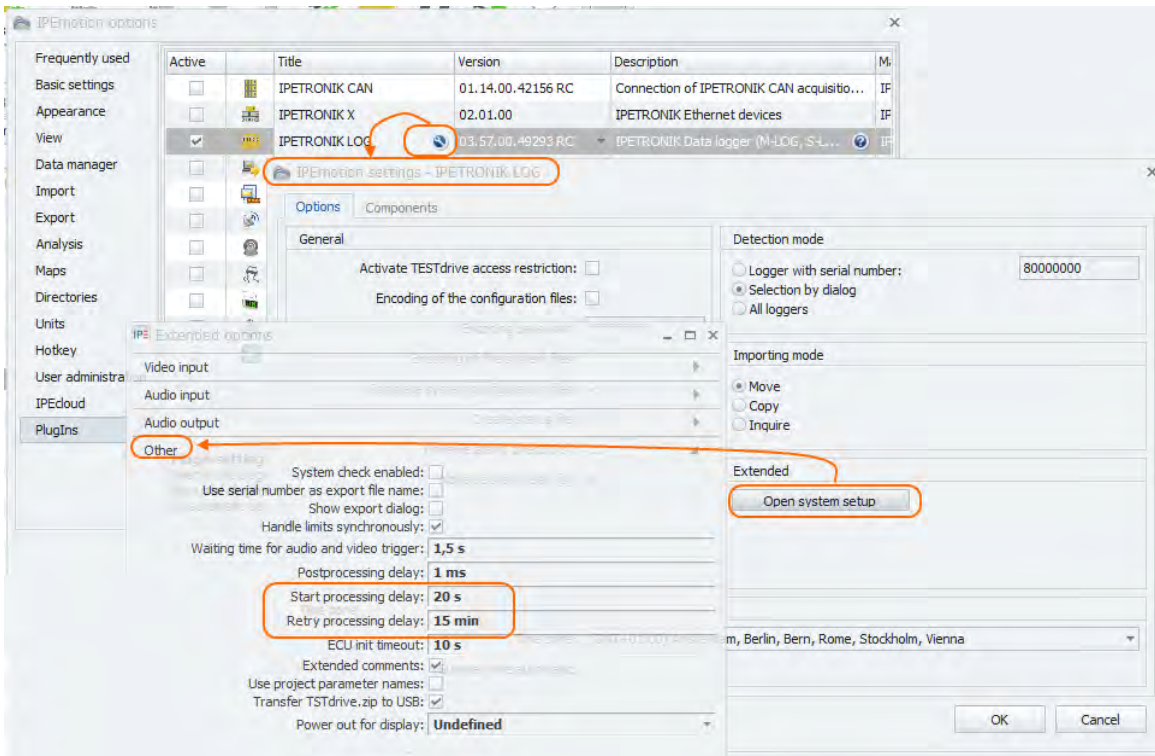 IPEmotion options
Frequently used
Basic settings
Appearance
View
Data manager
Import
Export
Analysis
Maps
Directories
Units
Hotkey
User administra
IPEcloud
PlugIns
Active Title Version Description
IPETRONIK CAN 01.14.00.42156 RC Connection of IPETRONIK CAN acquisitio... IF
IPETRONIK X 02.01.00 IPETRONIK Ethernet devices IF
IPETRONIK LOG 03.57.00.49293 RC IPETRONIK Data logger (M-LOG, S-L...
IPEmotion settings - IPETRONIK LOG
Options Components
General
Activate TESTdrive access restriction:
Encoding of the configuration files:
Detection mode
Logger with serial number: 80000000
Selection by dialog
All loggers
Importing mode
Move
Copy
Inquire
Extended
Open system setup
m, Berlin, Bern, Rome, Stockholm, Vienna
OK Cancel
IPE Extended options
Video input
Audio input
Audio output
Other
System check enabled:
Use serial number as export file name:
Show export dialog:
Handle limits synchronously:
Waiting time for audio and video trigger: 1,5 s
Postprocessing delay: 1 ms
Start processing delay: 20 s
Retry processing delay: 15 min
ECU init timeout: 10 s
Extended comments:
Use project parameter names:
Transfer TSTdrive.zip to USB:
Power out for display: Undefined